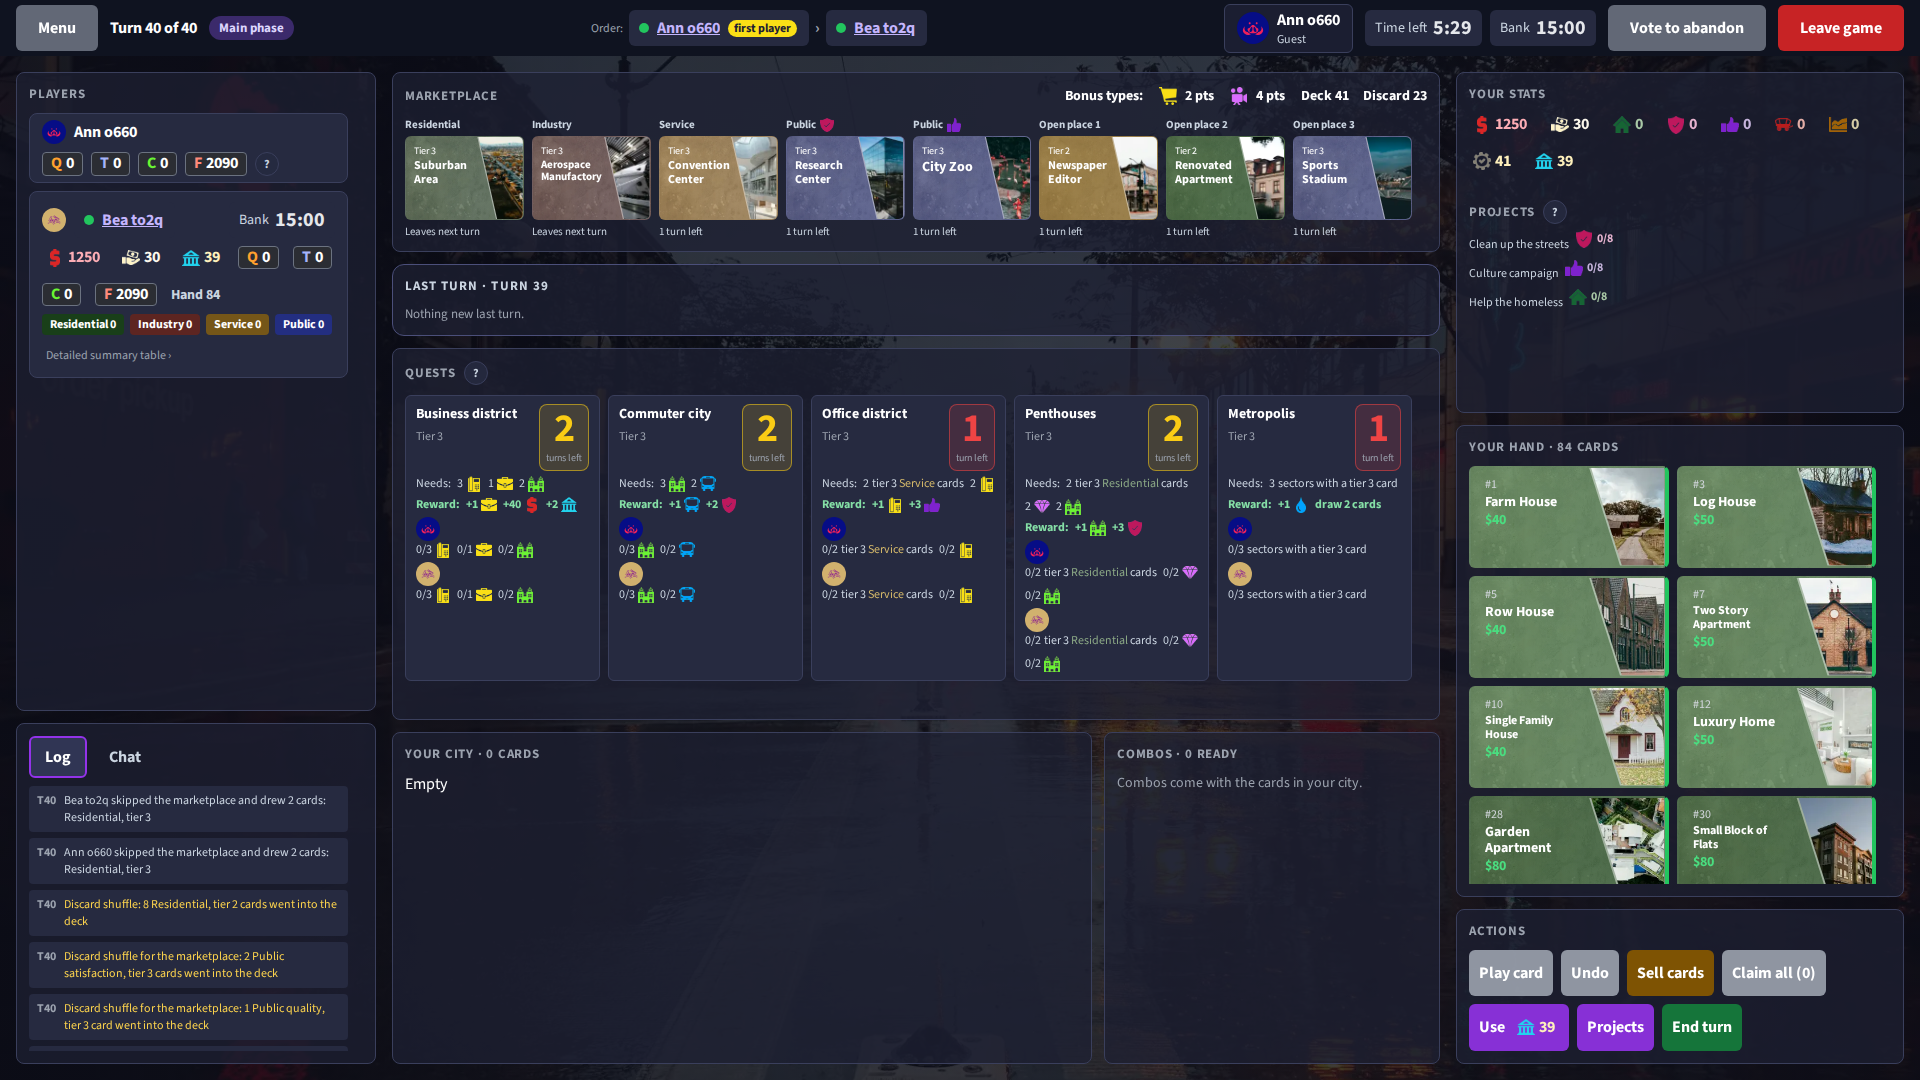 Menu
Turn 40 of 40
Main phase
Order:
Ann o660 first player › Bea to2q
Ann o660
Guest
Time left 5:29
Bank 15:00
Vote to abandon
Leave game
PLAYERS
Ann o660
Q 0 T 0 C 0 F 2090 ?
Bea to2q Bank 15:00
$ 1250 30 39 Q 0 T 0
C 0 F 2090 Hand 84
Residential 0 Industry 0 Service 0 Public 0
Detailed summary table ›
Log Chat
T40 Bea to2q skipped the marketplace and drew 2 cards:
Residential, tier 3
T40 Ann o660 skipped the marketplace and drew 2 cards:
Residential, tier 3
T40 Discard shuffle: 8 Residential, tier 2 cards went into the
deck
T40 Discard shuffle for the marketplace: 2 Public
satisfaction, tier 3 cards went into the deck
T40 Discard shuffle for the marketplace: 1 Public quality,
tier 3 card went into the deck
MARKETPLACE
Bonus types: 2 pts 4 pts Deck 41 Discard 23
Residential Industry Service Public Public Open place 1 Open place 2 Open place 3
Tier 3
Suburban
Area
Leaves next turn
Tier 3
Aerospace
Manufactory
Leaves next turn
Tier 3
Convention
Center
1 turn left
Tier 3
Research
Center
1 turn left
Tier 3
City Zoo
1 turn left
Tier 2
Newspaper
Editor
1 turn left
Tier 2
Renovated
Apartment
1 turn left
Tier 3
Sports
Stadium
1 turn left
LAST TURN · TURN 39
Nothing new last turn.
QUESTS ?
Business district
Tier 3
2
turns left
Needs: 3 1 2
Reward: +1 +40 $ +2
0/3 0/1 0/2
0/3 0/1 0/2
Commuter city
Tier 3
2
turns left
Needs: 3 2
Reward: +1 +2
0/3 0/2
0/3 0/2
Office district
Tier 3
1
turn left
Needs: 2 tier 3 Service cards 2
Reward: +1 +3
0/2 tier 3 Service cards 0/2
0/2 tier 3 Service cards 0/2
Penthouses
Tier 3
2
turns left
Needs: 2 tier 3 Residential cards
2 2
Reward: +1 +3
0/2 tier 3 Residential cards 0/2
0/2
0/2 tier 3 Residential cards 0/2
0/2
Metropolis
Tier 3
1
turn left
Needs: 3 sectors with a tier 3 card
Reward: +1 draw 2 cards
0/3 sectors with a tier 3 card
0/3 sectors with a tier 3 card
YOUR CITY · 0 CARDS
Empty
COMBOS · 0 READY
Combos come with the cards in your city.
YOUR STATS
$ 1250 30 0 0 0 0 0
41 39
PROJECTS ?
Clean up the streets 0/8
Culture campaign 0/8
Help the homeless 0/8
YOUR HAND · 84 CARDS
#1
Farm House
$40
#3
Log House
$50
#5
Row House
$40
#7
Two Story
Apartment
$50
#10
Single Family
House
$40
#12
Luxury Home
$50
#28
Garden
Apartment
$80
#30
Small Block of
Flats
$80
ACTIONS
Play card Undo Sell cards Claim all (0)
Use 39 Projects End turn